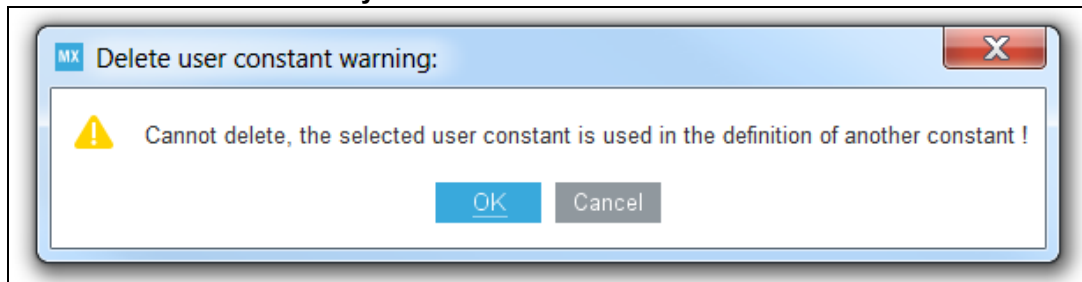 MX Delete user constant warning:
Cannot delete, the selected user constant is used in the definition of another constant !
OK Cancel